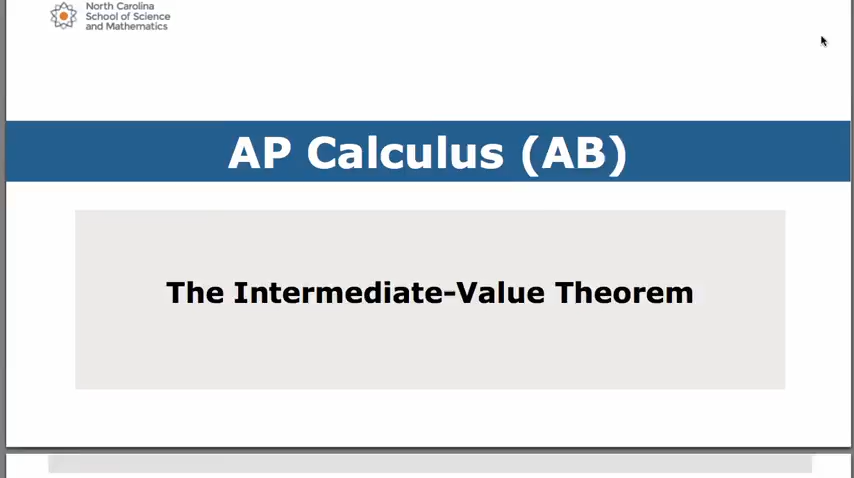 North Carolina
School of Science
and Mathematics
AP Calculus (AB)
The Intermediate-Value Theorem